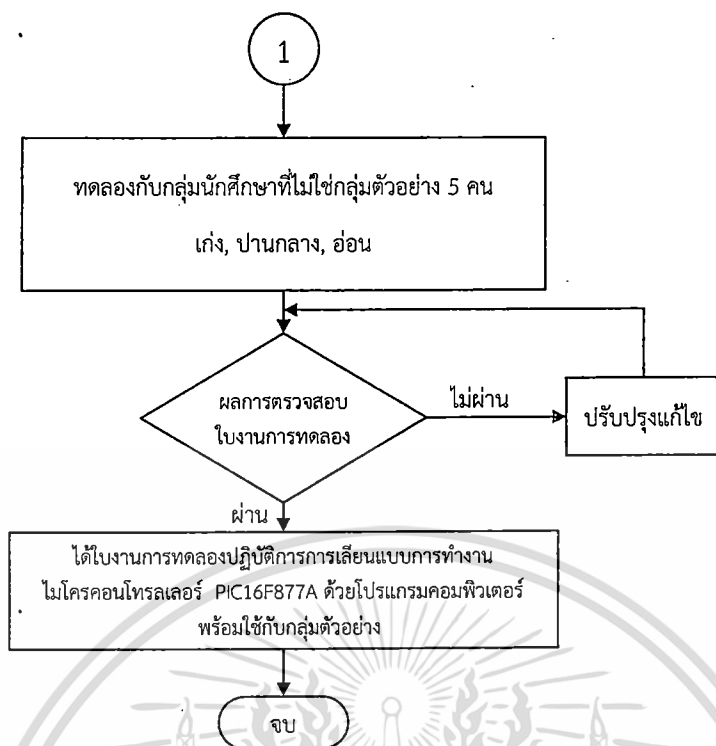 1
ทดลองกับกลุ่มนักศึกษาที่ไม่ใช่กลุ่มตัวอย่าง 5 คน
เก่ง, ปานกลาง, อ่อน
ผลการตรวจสอบ
ใบงานการทดลอง
ไม่ผ่าน
ปรับปรุงแก้ไข
ผ่าน
ได้ใบงานการทดลองปฏิบัติการการเลียนแบบการทำงาน
ไมโครคอนโทรลเลอร์ PIC16F877A ด้วยโปรแกรมคอมพิวเตอร์
พร้อมใช้กับกลุ่มตัวอย่าง
จบ